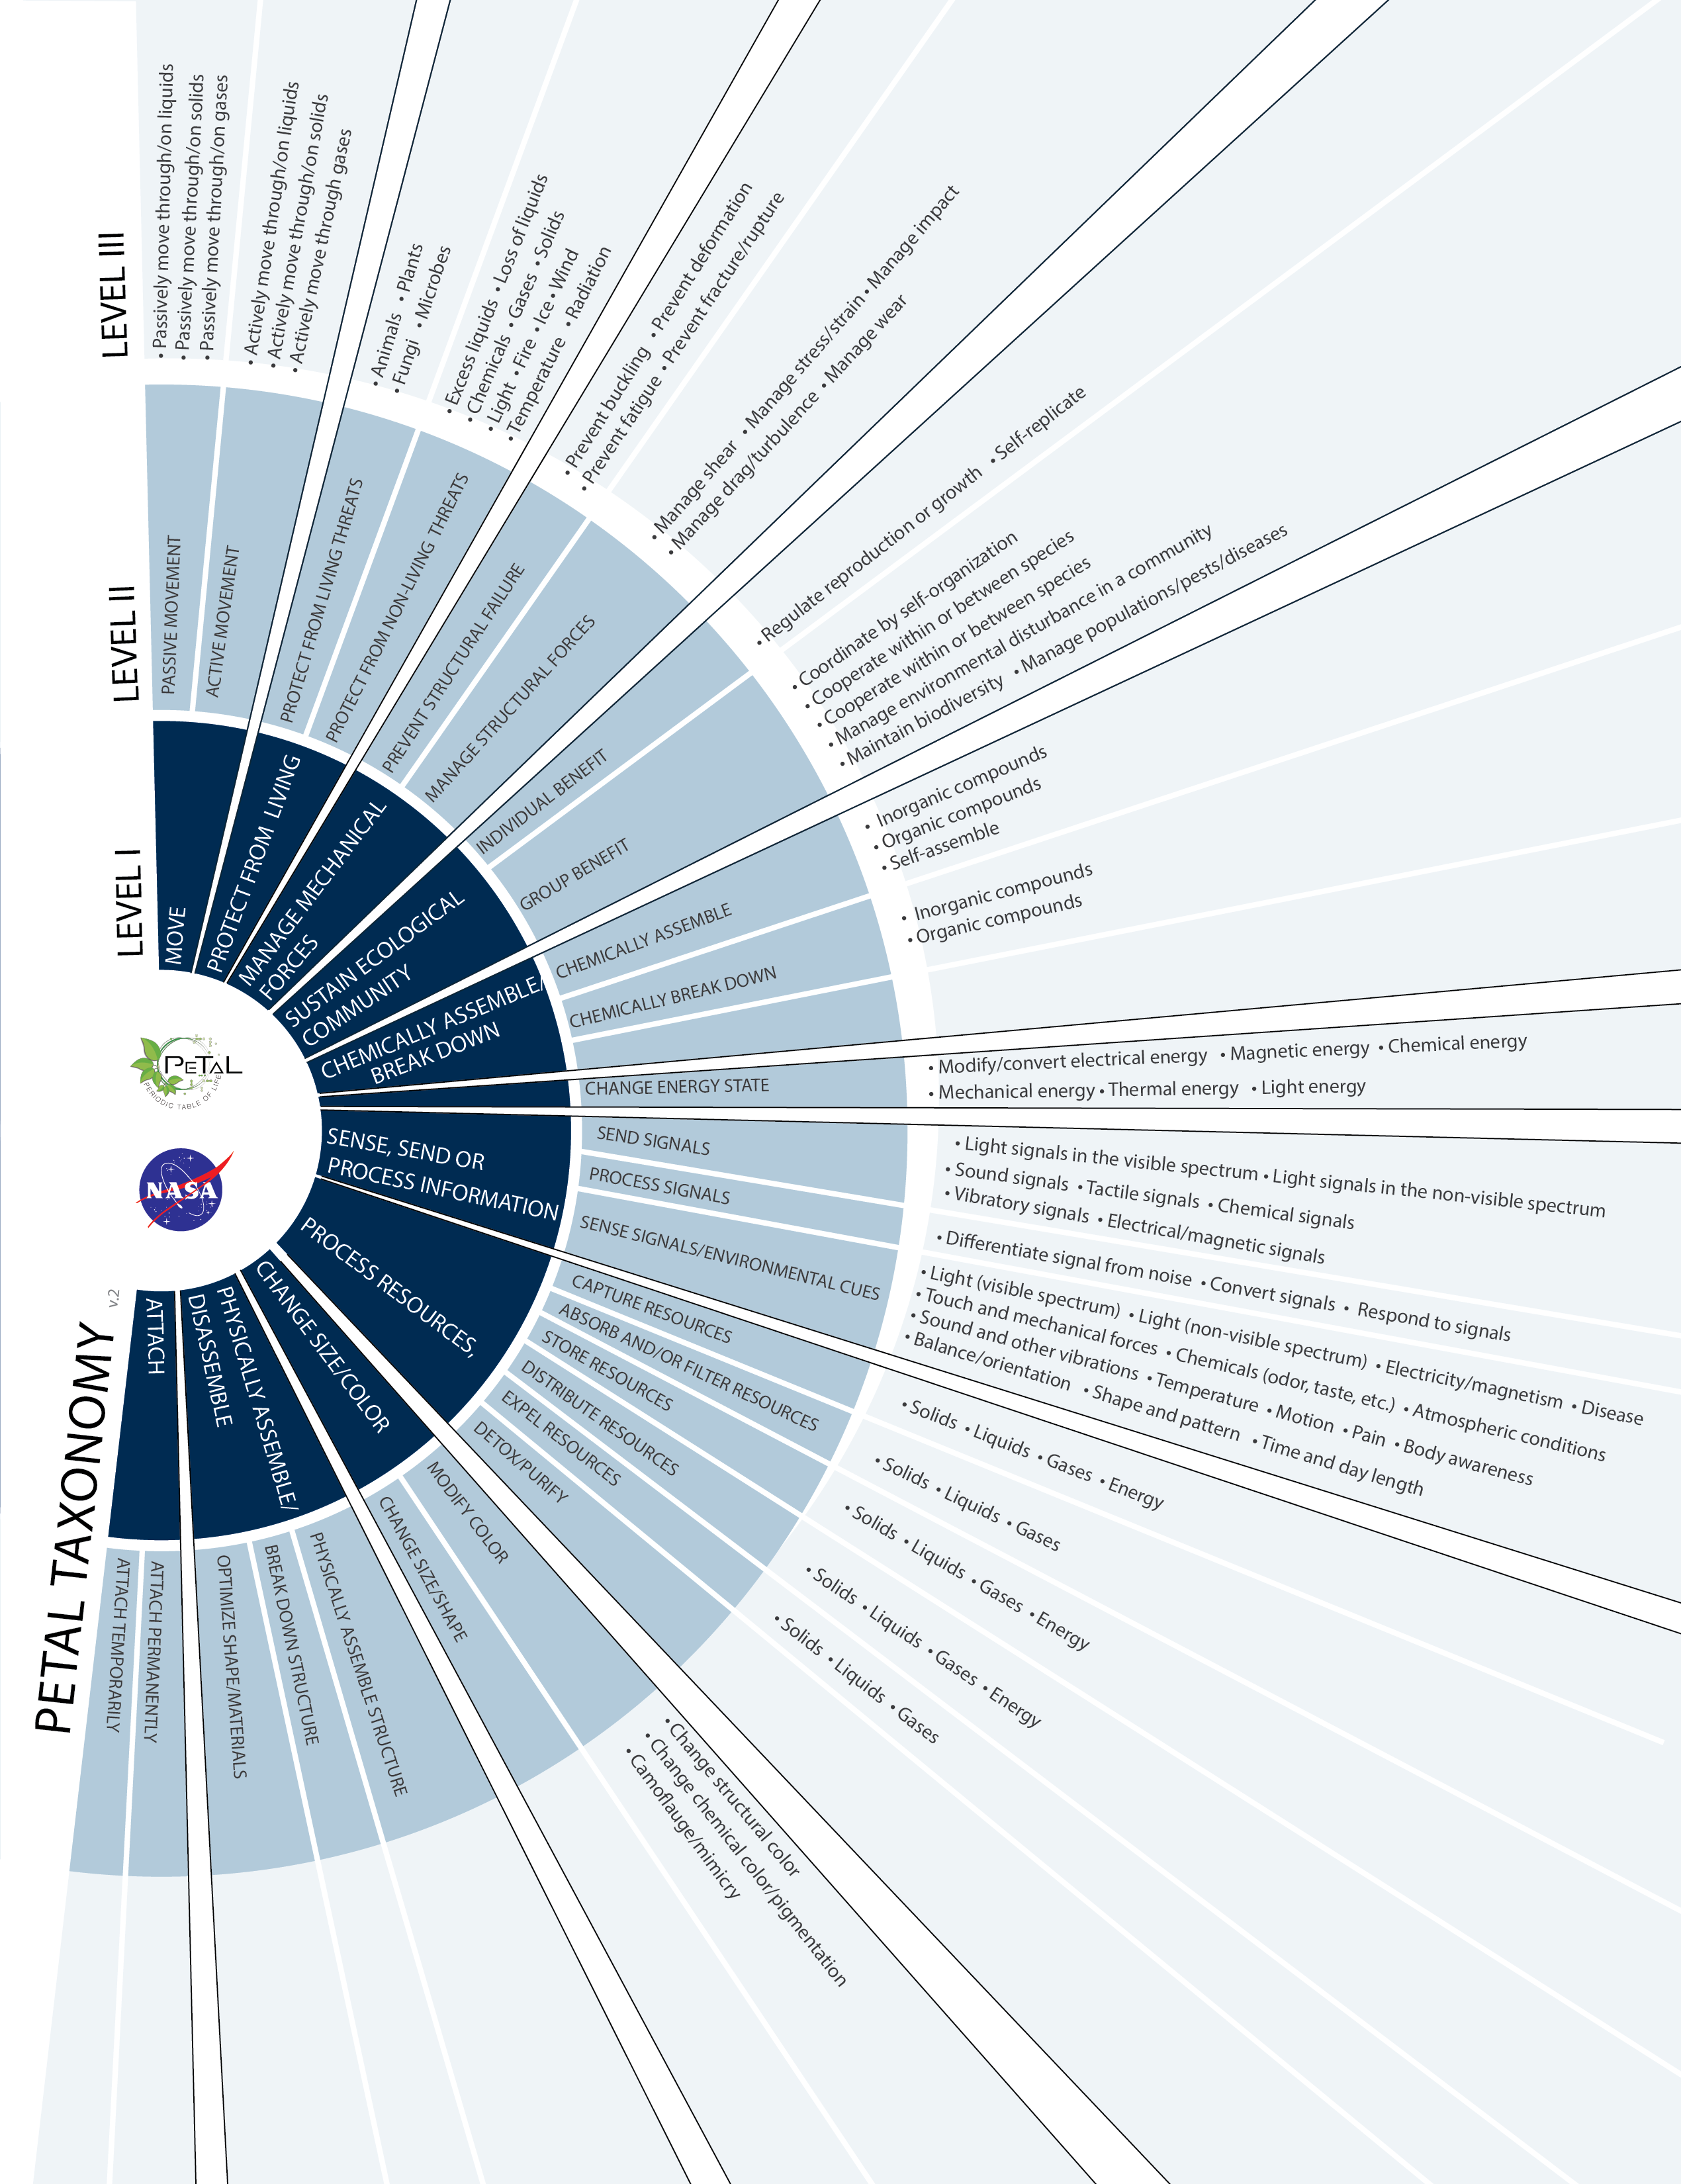 LEVEL III
LEVEL II
LEVEL I
PETAL TAXONOMY
v.2
PETAL
PERIODIC TABLE OF LIFE
NASA
MOVE
PASSIVE MOVEMENT
• Passively move through/on liquids
• Passively move through/on solids
• Passively move through/on gases
ACTIVE MOVEMENT
• Actively move through/on liquids
• Actively move through/on solids
• Actively move through gases
PROTECT FROM LIVING
PROTECT FROM LIVING THREATS
• Animals • Plants
• Fungi • Microbes
PROTECT FROM NON-LIVING THREATS
• Excess liquids • Loss of liquids
• Chemicals • Gases • Solids
• Light • Fire • Ice • Wind
• Temperature • Radiation
MANAGE MECHANICAL
FORCES
PREVENT STRUCTURAL FAILURE
• Prevent buckling • Prevent deformation
• Prevent fatigue • Prevent fracture/rupture
MANAGE STRUCTURAL FORCES
• Manage shear • Manage stress/strain • Manage impact
• Manage drag/turbulence • Manage wear
SUSTAIN ECOLOGICAL
COMMUNITY
INDIVIDUAL BENEFIT
• Regulate reproduction or growth • Self-replicate
GROUP BENEFIT
• Coordinate by self-organization
• Cooperate within or between species
• Cooperate within or between species
• Manage environmental disturbance in a community
• Maintain biodiversity • Manage populations/pests/diseases
CHEMICALLY ASSEMBLE/
BREAK DOWN
CHEMICALLY ASSEMBLE
• Inorganic compounds
• Organic compounds
• Self-assemble
CHEMICALLY BREAK DOWN
• Inorganic compounds
• Organic compounds
CHANGE ENERGY STATE
• Modify/convert electrical energy • Magnetic energy • Chemical energy
• Mechanical energy • Thermal energy • Light energy
SENSE, SEND OR
PROCESS INFORMATION
SEND SIGNALS
• Light signals in the visible spectrum • Light signals in the non-visible spectrum
• Sound signals • Tactile signals • Chemical signals
• Vibratory signals • Electrical/magnetic signals
PROCESS SIGNALS
• Differentiate signal from noise • Convert signals • Respond to signals
SENSE SIGNALS/ENVIRONMENTAL CUES
• Light (visible spectrum) • Light (non-visible spectrum) • Electricity/magnetism • Disease
• Touch and mechanical forces • Chemicals (odor, taste, etc.) • Atmospheric conditions
• Sound and other vibrations • Temperature • Motion • Pain • Body awareness
• Balance/orientation • Shape and pattern • Time and day length
PROCESS RESOURCES,
CAPTURE RESOURCES
• Solids • Liquids • Gases • Energy
ABSORB AND/OR FILTER RESOURCES
• Solids • Liquids • Gases
STORE RESOURCES
• Solids • Liquids • Gases • Energy
DISTRIBUTE RESOURCES
• Solids • Liquids • Gases • Energy
EXPEL RESOURCES
• Solids • Liquids • Gases
DETOX/PURIFY
CHANGE SIZE/COLOR
MODIFY COLOR
• Change structural color
• Change chemical color/pigmentation
• Camoflauge/mimicry
CHANGE SIZE/SHAPE
PHYSICALLY ASSEMBLE/
DISASSEMBLE
PHYSICALLY ASSEMBLE STRUCTURE
BREAK DOWN STRUCTURE
OPTIMIZE SHAPE/MATERIALS
ATTACH
ATTACH PERMANENTLY
ATTACH TEMPORARILY